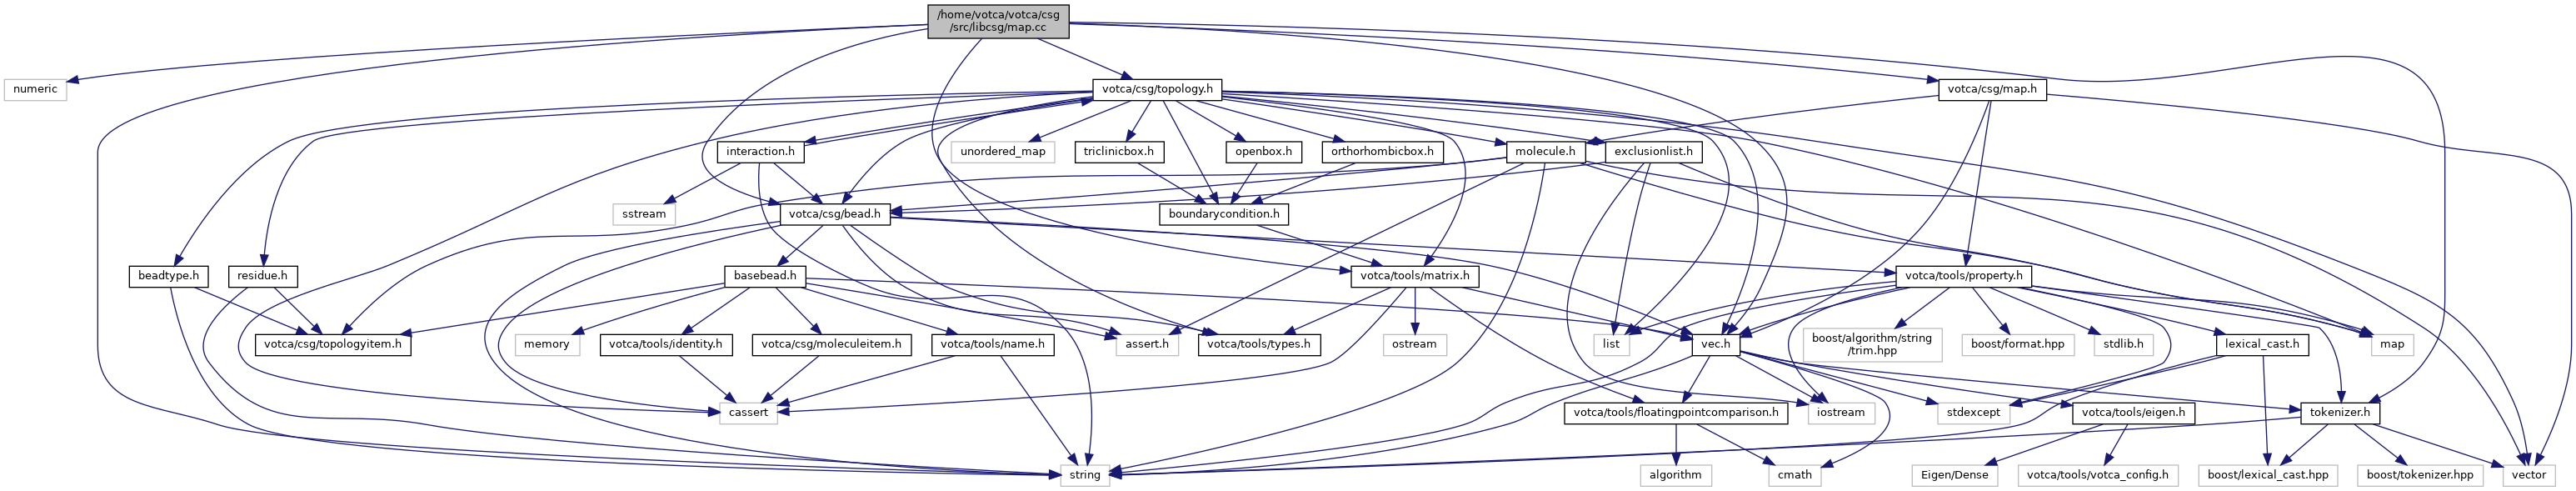 /home/votca/votca/csg
/src/libcsg/map.cc
numeric
votca/csg/topology.h
votca/csg/map.h
interaction.h
unordered_map
triclinicbox.h
openbox.h
orthorhombicbox.h
molecule.h
exclusionlist.h
sstream
votca/csg/bead.h
boundarycondition.h
beadtype.h
residue.h
basebead.h
votca/tools/matrix.h
votca/tools/property.h
votca/csg/topologyitem.h
memory
votca/tools/identity.h
votca/csg/moleculeitem.h
votca/tools/name.h
assert.h
votca/tools/types.h
ostream
list
vec.h
boost/algorithm/string
/trim.hpp
boost/format.hpp
stdlib.h
lexical_cast.h
map
cassert
votca/tools/floatingpointcomparison.h
iostream
stdexcept
votca/tools/eigen.h
tokenizer.h
string
algorithm
cmath
Eigen/Dense
votca/tools/votca_config.h
boost/lexical_cast.hpp
boost/tokenizer.hpp
vector